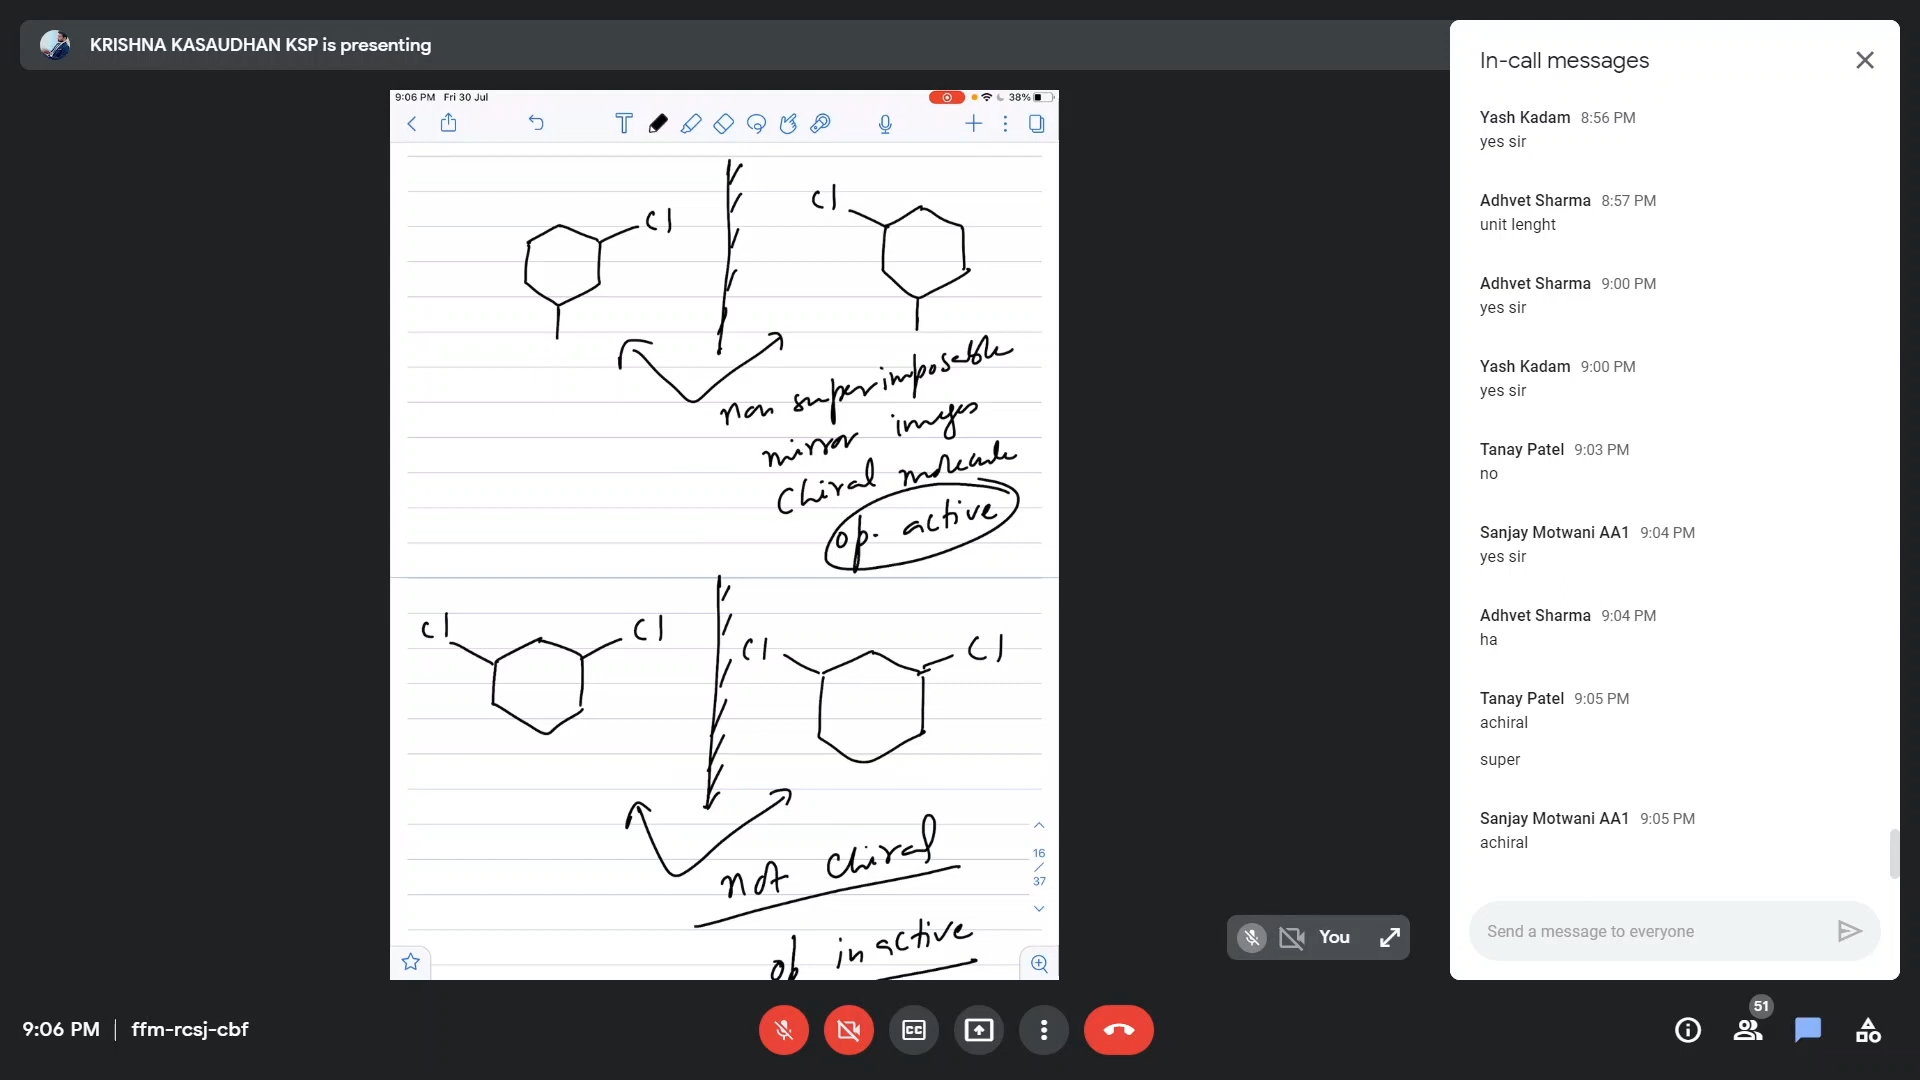 KRISHNA KASAUDHAN KSP is presenting
9:06 PM Fri 30 Jul
38%
T
Cl
Cl
non superimposable
mirror images
Chiral molecule
op. active
Cl
Cl
Cl
Cl
not chiral
op inactive
16
37
In-call messages
Yash Kadam 8:56 PM
yes sir
Adhvet Sharma 8:57 PM
unit lenght
Adhvet Sharma 9:00 PM
yes sir
Yash Kadam 9:00 PM
yes sir
Tanay Patel 9:03 PM
no
Sanjay Motwani AA1 9:04 PM
yes sir
Adhvet Sharma 9:04 PM
ha
Tanay Patel 9:05 PM
achiral
super
Sanjay Motwani AA1 9:05 PM
achiral
Send a message to everyone
You
9:06 PM | ffm-rcsj-cbf
CC
51